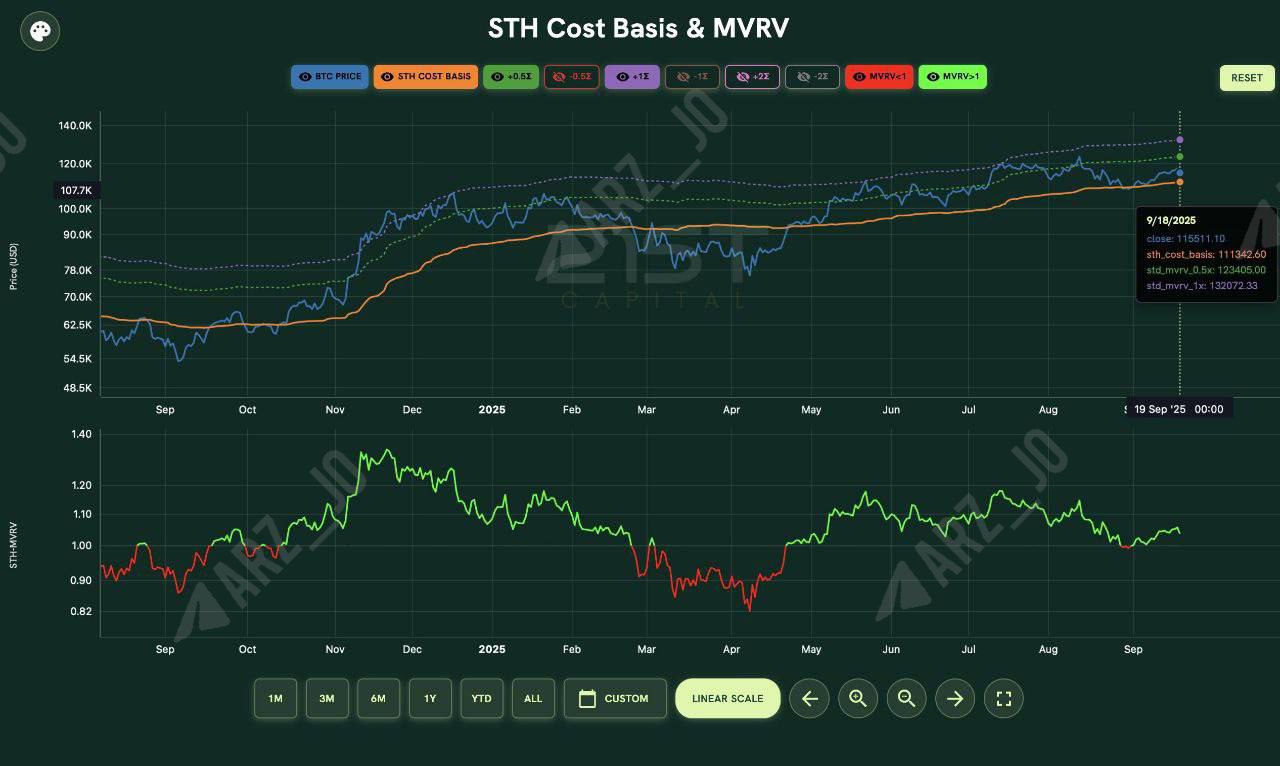 STH Cost Basis & MVRV
BTC PRICE STH COST BASIS +0.5Σ -0.5Σ +1Σ -1Σ +2Σ -2Σ MVRV<1 MVRV>1
RESET
140.0K
120.0K
107.7K
100.0K
90.0K
78.0K
70.0K
62.5K
54.5K
48.5K
Price (USD)
ARZ_JO
CAPITAL
9/18/2025
close: 115511.10
sth_cost_basis: 111342.60
std_mvrv_0.5x: 123405.00
std_mvrv_1x: 132072.33
Sep Oct Nov Dec 2025 Feb Mar Apr May Jun Jul Aug 19 Sep '25 00:00
1.40
1.20
1.10
1.00
0.90
0.82
STH-MVRV
ARZ_JO
ARZ_JO
Sep Oct Nov Dec 2025 Feb Mar Apr May Jun Jul Aug Sep
1M 3M 6M 1Y YTD ALL CUSTOM LINEAR SCALE